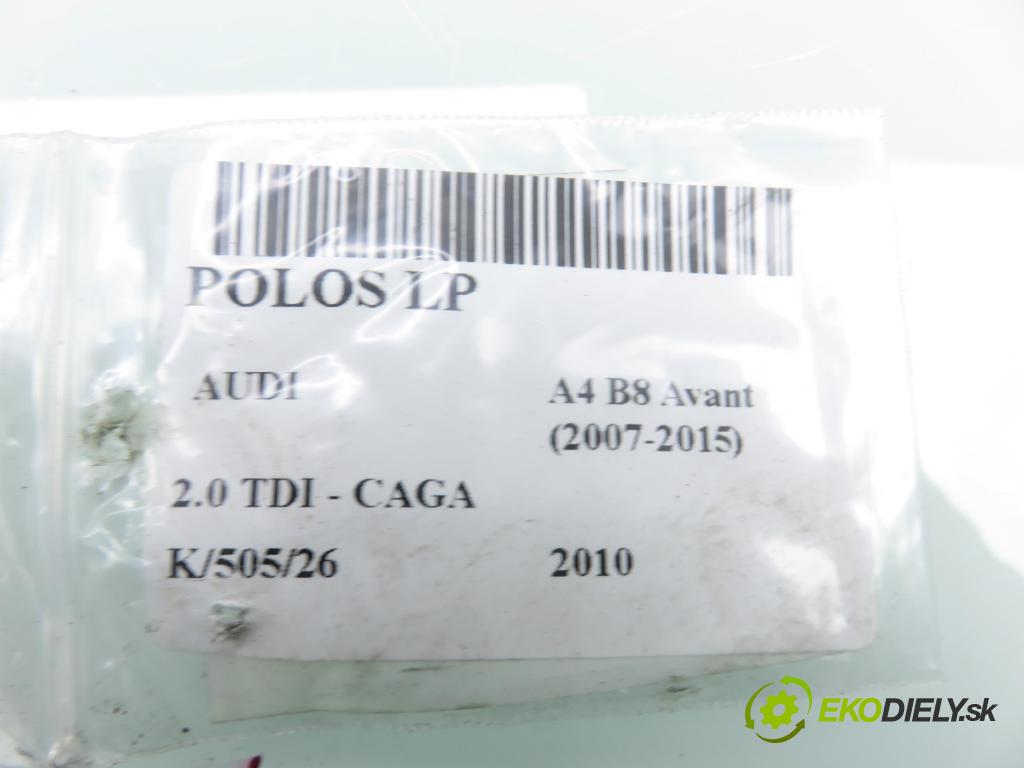 POLOS LP
AUDI A4 B8 Avant
(2007-2015)
2.0 TDI - CAGA
K/505/26 2010
EKODIELY.sk